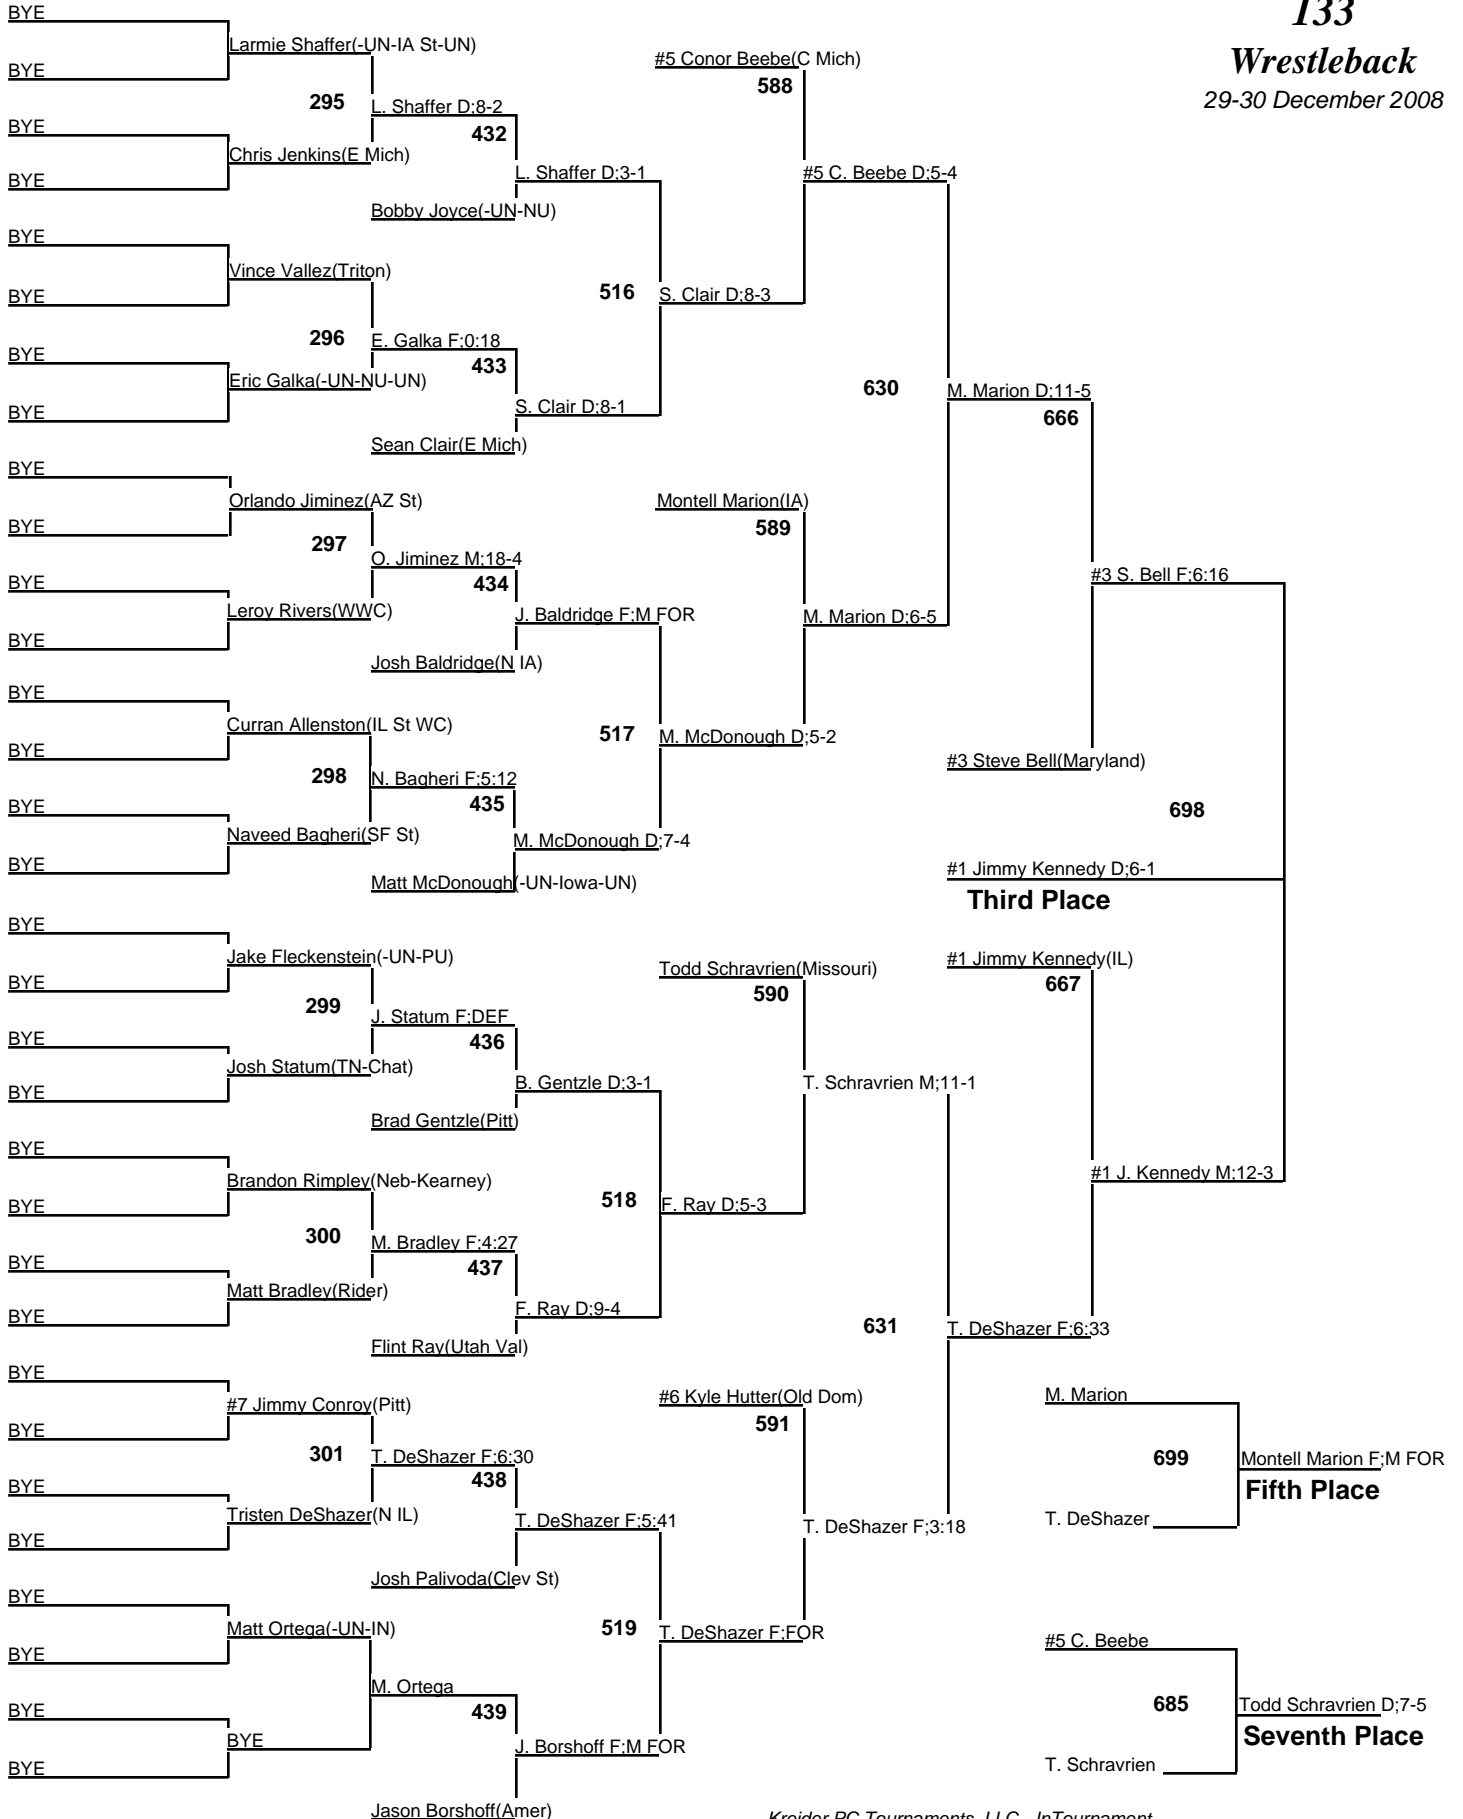 133
Wrestleback
29-30 December 2008
BYE
Larmie Shaffer(-UN-IA St-UN)
#5 Conor Beebe(C Mich)
BYE
588
295
L. Shaffer D;8-2
BYE
432
Chris Jenkins(E Mich)
L. Shaffer D;3-1
#5 C. Beebe D;5-4
BYE
Bobby Joyce(-UN-NU)
BYE
Vince Vallez(Triton)
516
S. Clair D;8-3
BYE
296
E. Galka F;0:18
BYE
433
Eric Galka(-UN-NU-UN)
630
M. Marion D;11-5
BYE
S. Clair D;8-1
666
Sean Clair(E Mich)
BYE
Orlando Jiminez(AZ St)
Montell Marion(IA)
BYE
589
297
O. Jiminez M;18-4
#3 S. Bell F;6:16
BYE
434
Leroy Rivers(WWC)
J. Baldridge F;M FOR
M. Marion D;6-5
BYE
Josh Baldridge(N IA)
BYE
Curran Allenston(IL St WC)
517
M. McDonough D;5-2
BYE
#3 Steve Bell(Maryland)
298
N. Bagheri F;5:12
BYE
435
698
Naveed Bagheri(SF St)
M. McDonough D;7-4
BYE
#1 Jimmy Kennedy D;6-1
Matt McDonough(-UN-Iowa-UN)
Third Place
BYE
Jake Fleckenstein(-UN-PU)
Todd Schravrien(Missouri)
#1 Jimmy Kennedy(IL)
BYE
590
667
299
J. Statum F;DEF
BYE
436
Josh Statum(TN-Chat)
B. Gentzle D;3-1
T. Schravrien M;11-1
BYE
Brad Gentzle(Pitt)
BYE
Brandon Rimpley(Neb-Kearney)
#1 J. Kennedy M;12-3
BYE
518
F. Ray D;5-3
300
M. Bradley F;4:27
BYE
437
Matt Bradley(Rider)
F. Ray D;9-4
BYE
631
T. DeShazer F;6:33
Flint Ray(Utah Val)
BYE
#7 Jimmy Conroy(Pitt)
#6 Kyle Hutter(Old Dom)
M. Marion
BYE
591
301
T. DeShazer F;6:30
699
Montell Marion F;M FOR
BYE
438
Fifth Place
Tristen DeShazer(N IL)
T. DeShazer F;5:41
T. DeShazer F;3:18
T. DeShazer
BYE
Josh Palivoda(Clev St)
BYE
Matt Ortega(-UN-IN)
519
T. DeShazer F;FOR
#5 C. Beebe
BYE
M. Ortega
BYE
439
685
Todd Schravrien D;7-5
BYE
J. Borshoff F;M FOR
Seventh Place
BYE
T. Schravrien
Jason Borshoff(Amer)
Kreider PC Tournaments, LLC - InTournament